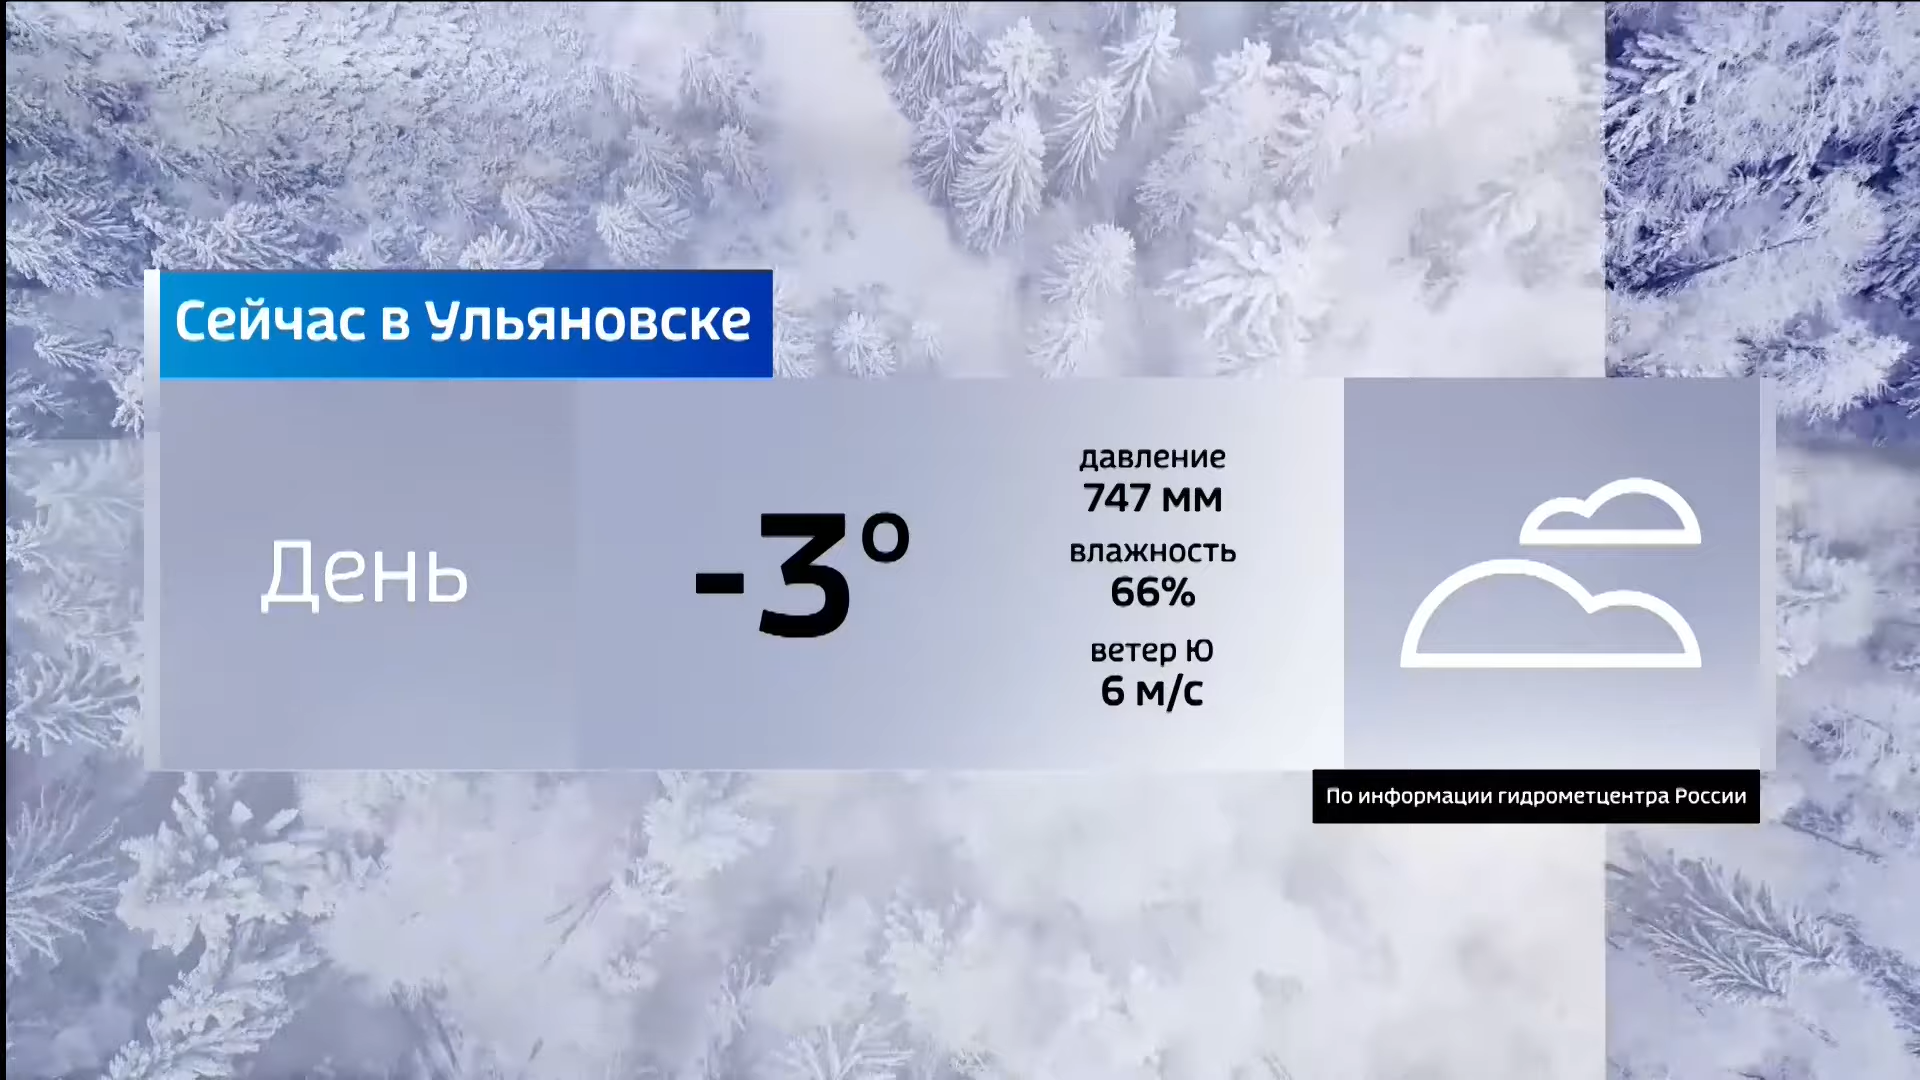 Сейчас в Ульяновске
День
-3°
давление
747 мм
влажность
66%
ветер Ю
6 м/с
По информации гидрометцентра России